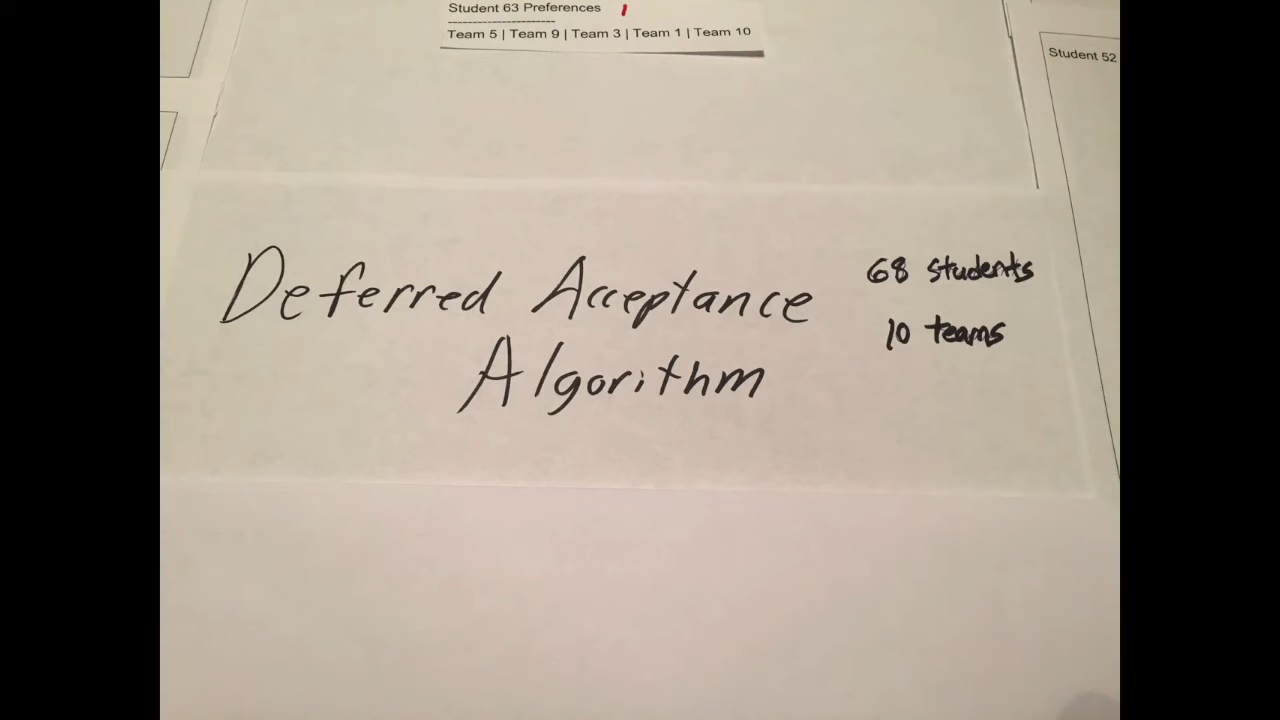 Student 63 Preferences 1
----------------------
Team 5 | Team 9 | Team 3 | Team 1 | Team 10
Student 52
Deferred Acceptance
Algorithm
68 students
10 teams